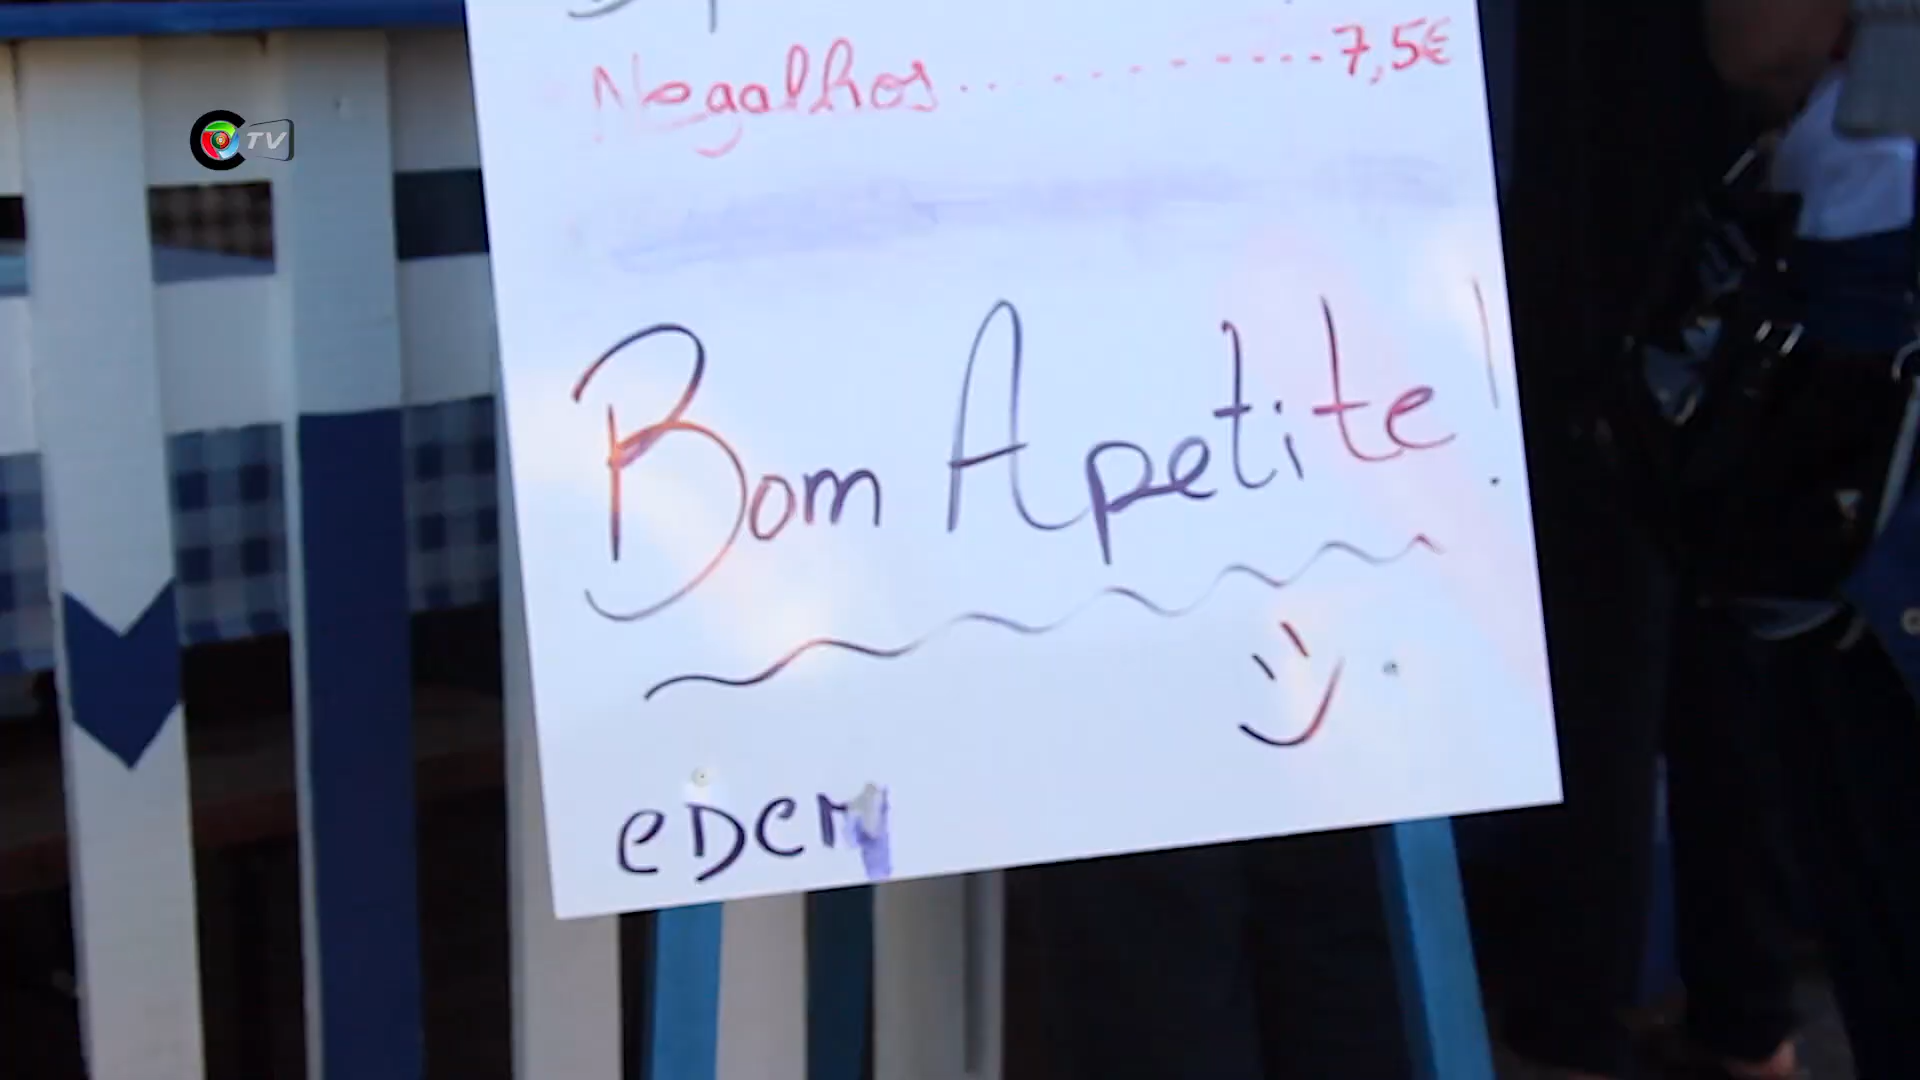 Negalhos.. - - - - - - - ....7,5€
TV
Bom Apetite!
eDen